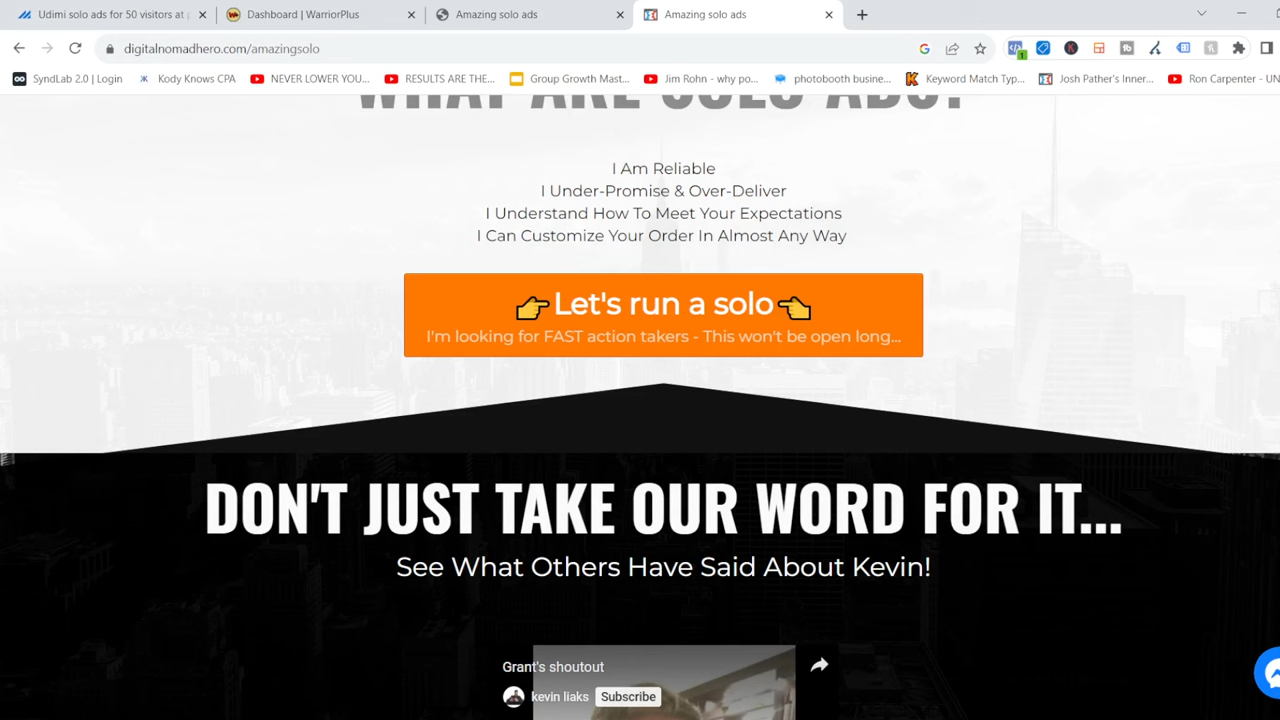 Udimi solo ads for 50 visitors at
Dashboard | WarriorPlus
Amazing solo ads
Amazing solo ads
digitalnomadhero.com/amazingsolo
SyndLab 2.0 | Login
Kody Knows CPA
NEVER LOWER YOU...
RESULTS ARE THE...
Group Growth Mast...
Jim Rohn - why po...
photobooth busine...
Keyword Match Typ...
Josh Pather's Inner...
Ron Carpenter - UN
WHAT ARE SOLO ADS?
I Am Reliable
I Under-Promise & Over-Deliver
I Understand How To Meet Your Expectations
I Can Customize Your Order In Almost Any Way
👉Let's run a solo👈
I'm looking for FAST action takers - This won't be open long...
DON'T JUST TAKE OUR WORD FOR IT...
See What Others Have Said About Kevin!
Grant's shoutout
kevin liaks
Subscribe